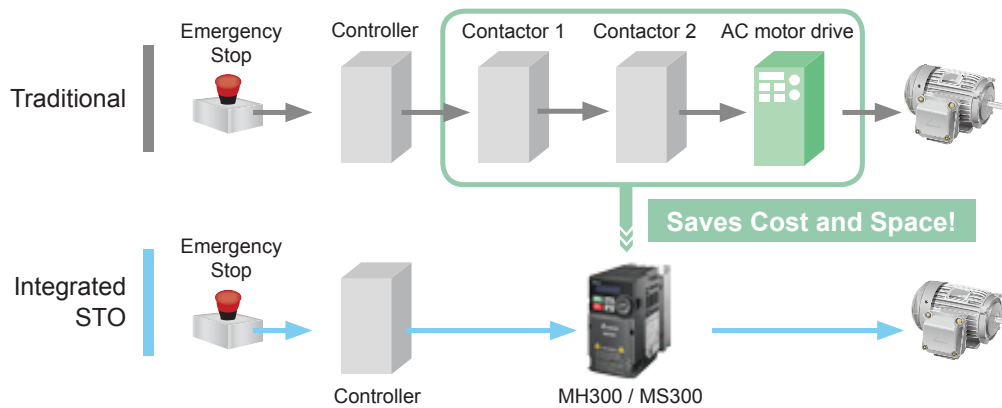 Traditional
Emergency
Stop
Controller
Contactor 1
Contactor 2
AC motor drive
Saves Cost and Space!
Integrated
STO
Emergency
Stop
Controller
MH300 / MS300